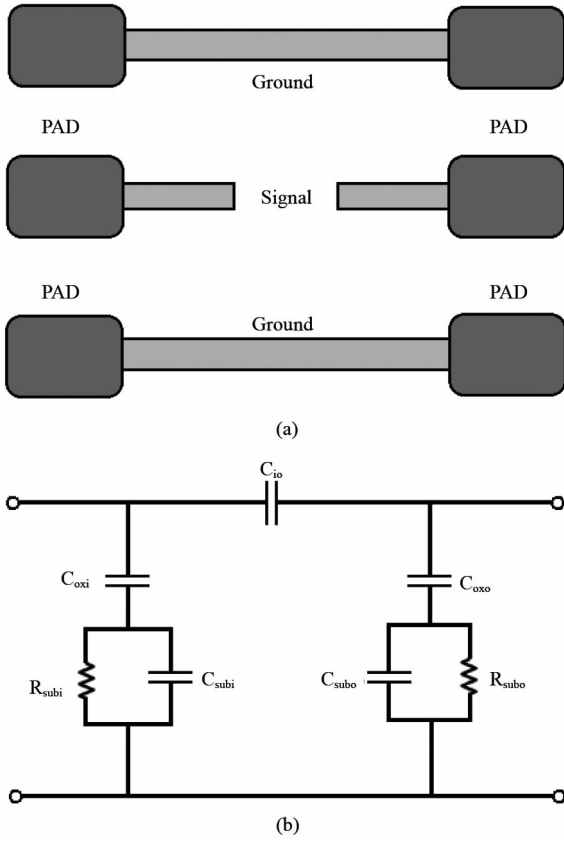 Ground
PAD PAD
Signal
PAD PAD
Ground
(a)
C_io
C_oxi C_oxo
R_subi C_subi C_subo R_subo
(b)